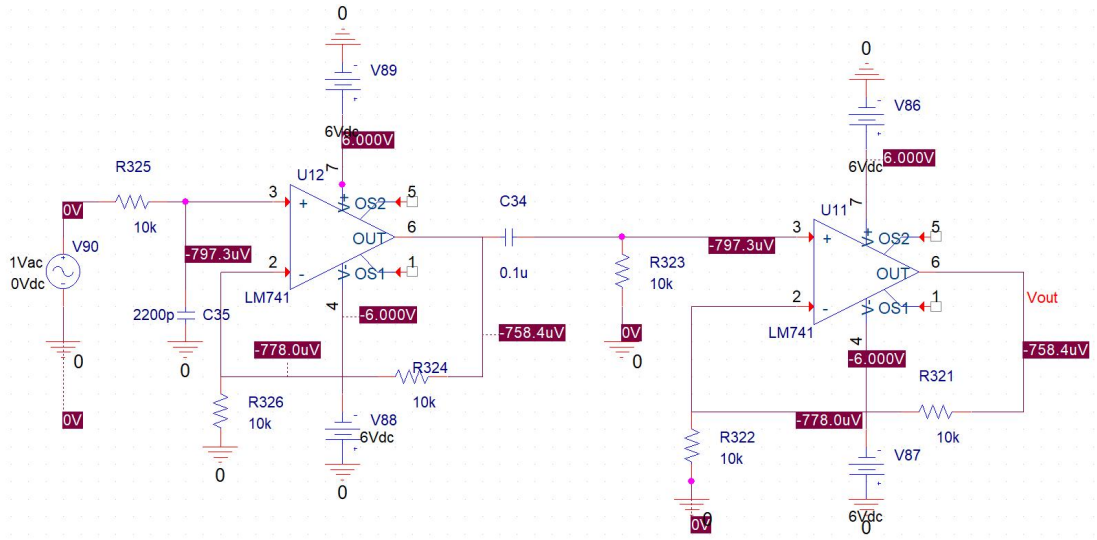 0
V89
6Vdc
6.000V
7
R325
10k
0V
V90
1Vac
0Vdc
0
0V
-797.3uV
2200p
C35
0
U12
3
+
2
-
LM741
V+
OS2
5
OUT
6
OS1
1
V-
4
-6.000V
-778.0uV
-758.4uV
R324
10k
R326
10k
0
V88
6Vdc
0
C34
0.1u
R323
10k
0V
0
-797.3uV
0
V86
6Vdc
6.000V
7
U11
3
+
2
-
LM741
V+
OS2
5
OUT
6
OS1
1
V-
4
Vout
-6.000V
-758.4uV
-778.0uV
R321
10k
R322
10k
0V
0
V87
6Vdc
0